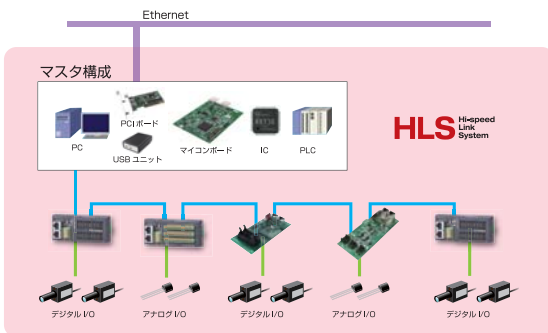 Ethernet
マスタ構成
PC
PCIボード
USB ユニット
マイコンボード
IC
PLC
HLS Hi-speed
Link
System
デジタル I/O
アナログ I/O
デジタル I/O
アナログ I/O
デジタル I/O